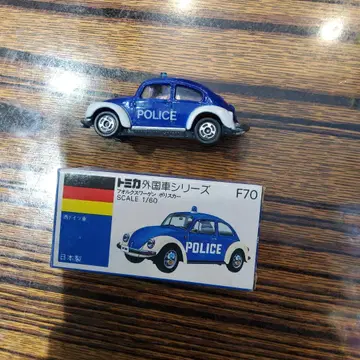 POLICE
トミカ外国車シリーズ
F70
フォルクスワーゲン ポリスカー
SCALE 1/60
西ドイツ車
POLICE
日本製